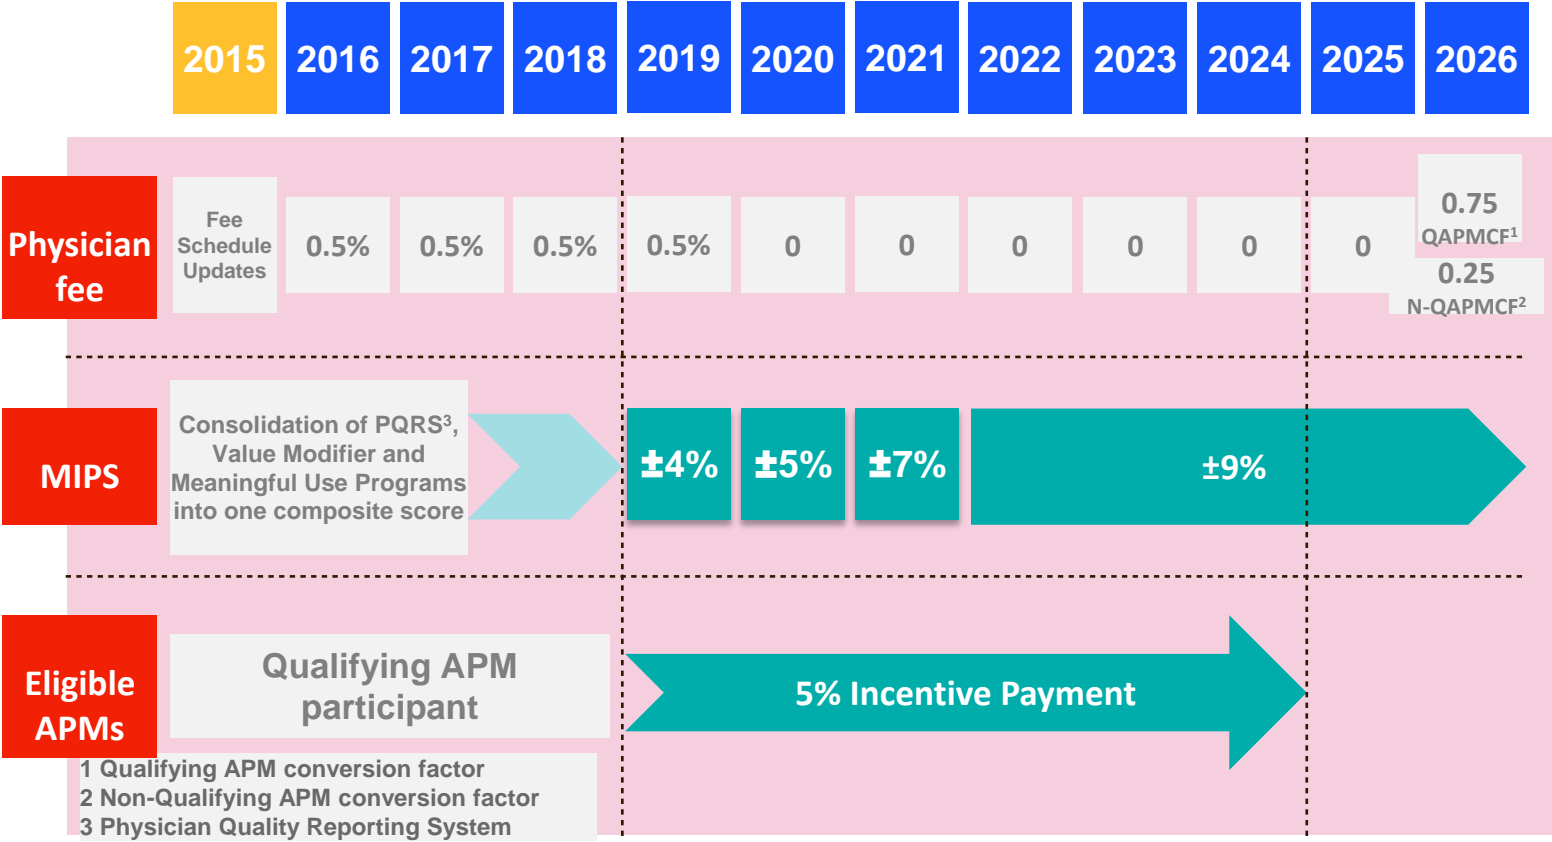 2015 2016 2017 2018 2019 2020 2021 2022 2023 2024 2025 2026
Physician
fee
Fee
Schedule
Updates
0.5% 0.5% 0.5% 0.5% 0 0 0 0 0 0
0.75
QAPMCF¹
0.25
N-QAPMCF²
MIPS
Consolidation of PQRS³,
Value Modifier and
Meaningful Use Programs
into one composite score
±4% ±5% ±7% ±9%
Eligible
APMs
Qualifying APM
participant
5% Incentive Payment
1 Qualifying APM conversion factor
2 Non-Qualifying APM conversion factor
3 Physician Quality Reporting System